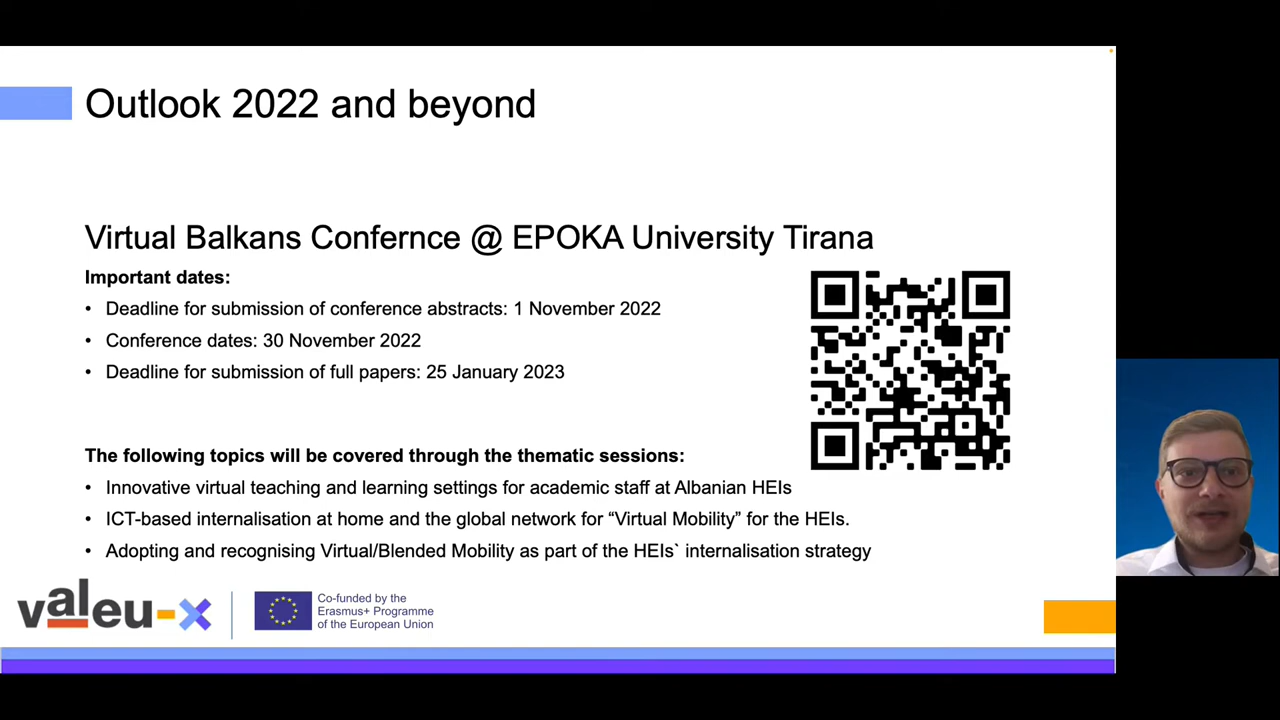 Outlook 2022 and beyond
Virtual Balkans Confernce @ EPOKA University Tirana
Important dates:
• Deadline for submission of conference abstracts: 1 November 2022
• Conference dates: 30 November 2022
• Deadline for submission of full papers: 25 January 2023
The following topics will be covered through the thematic sessions:
• Innovative virtual teaching and learning settings for academic staff at Albanian HEIs
• ICT-based internalisation at home and the global network for “Virtual Mobility” for the HEIs.
• Adopting and recognising Virtual/Blended Mobility as part of the HEIs` internalisation strategy
valeu-x
Co-funded by the
Erasmus+ Programme
of the European Union